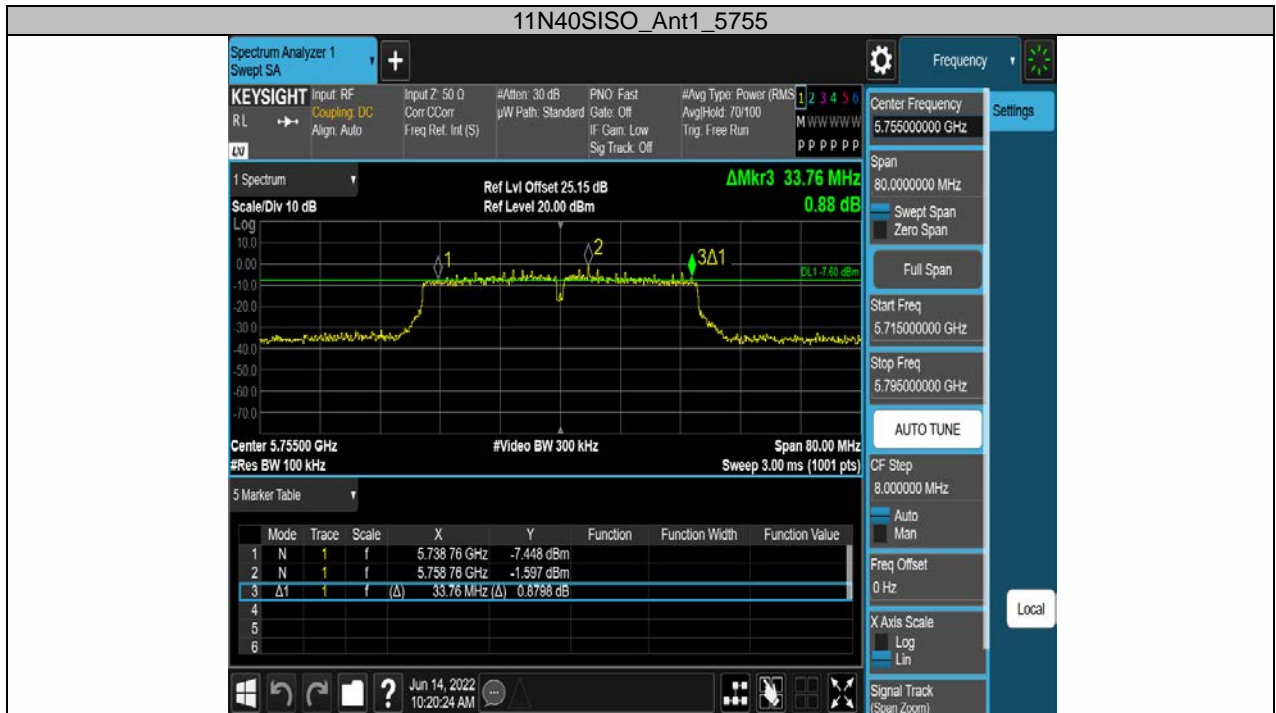 11N40SISO_Ant1_5755
Spectrum Analyzer 1
Swept SA
+
Frequency
KEYSIGHT
RL
LXI
Input: RF
Coupling: DC
Align: Auto
Input Z: 50 Ω
Corr CCorr
Freq Ref: Int (S)
#Atten: 30 dB
µW Path: Standard
PNO: Fast
Gate: Off
IF Gain: Low
Sig Track: Off
#Avg Type: Power (RMS
Avg|Hold: 70/100
Trig: Free Run
1 2 3 4 5 6
M W W W W W
P P P P P P
1 Spectrum
Scale/Div 10 dB
Ref Lvl Offset 25.15 dB
Ref Level 20.00 dBm
ΔMkr3 33.76 MHz
0.88 dB
Log
10.0
0.00
-10.0
-20.0
-30.0
-40.0
-50.0
-60.0
-70.0
1
2
3Δ1
DL1 -7.60 dBm
Center 5.75500 GHz
#Res BW 100 kHz
#Video BW 300 kHz
Span 80.00 MHz
Sweep 3.00 ms (1001 pts)
5 Marker Table
Mode Trace Scale X Y Function Function Width Function Value
1 N 1 f 5.738 76 GHz -7.448 dBm
2 N 1 f 5.758 76 GHz -1.597 dBm
3 Δ1 1 f (Δ) 33.76 MHz (Δ) 0.8798 dB
4
5
6
?
Jun 14, 2022
10:20:24 AM
Center Frequency
5.755000000 GHz
Settings
Span
80.0000000 MHz
Swept Span
Zero Span
Full Span
Start Freq
5.715000000 GHz
Stop Freq
5.795000000 GHz
AUTO TUNE
CF Step
8.000000 MHz
Auto
Man
Freq Offset
0 Hz
X Axis Scale
Log
Lin
Local
Signal Track
(Span Zoom)